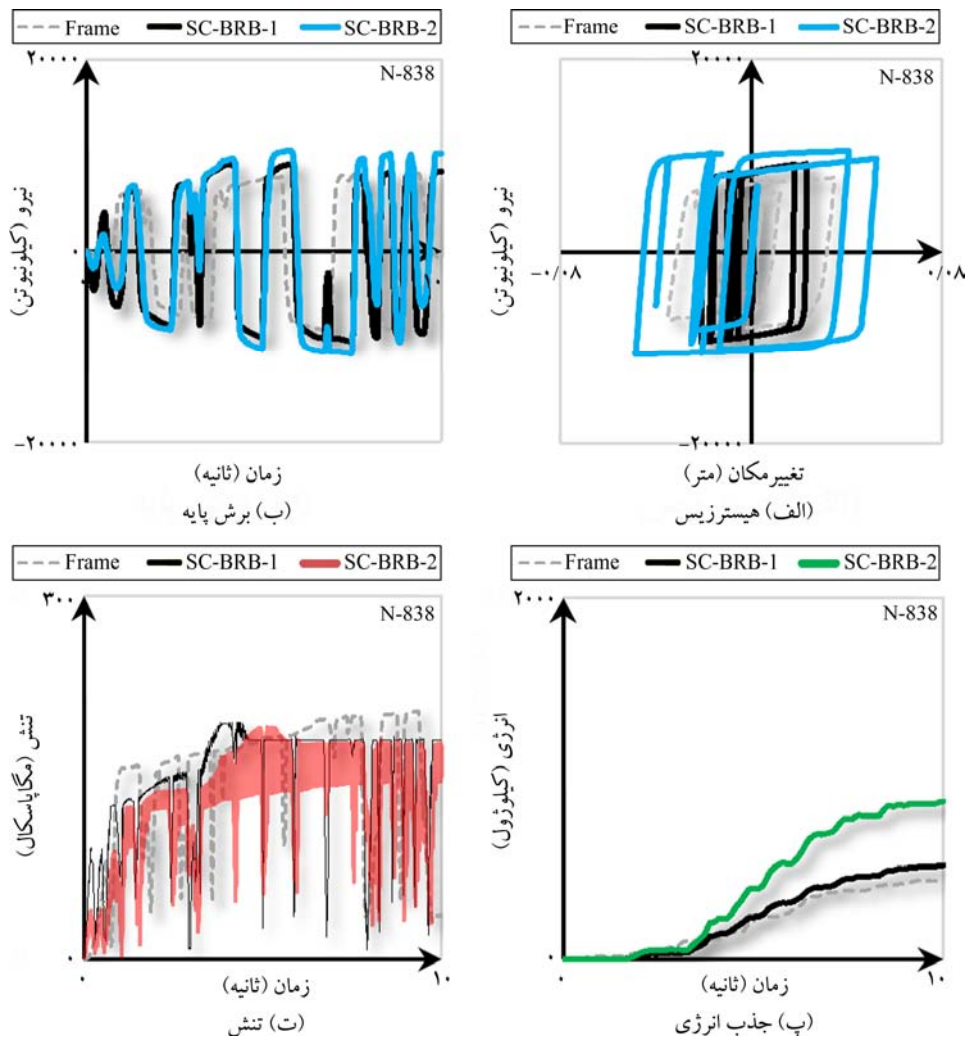 Frame SC-BRB-1 SC-BRB-2
۲۰۰۰۰
N-838
نیرو (کیلونیوتن)
۰
-۲۰۰۰۰
زمان (ثانیه)
(ب) برش پایه
Frame SC-BRB-1 SC-BRB-2
۲۰۰۰۰
N-838
نیرو (کیلونیوتن)
-۰/۰۸
۰/۰۸
-۲۰۰۰۰
تغییرمکان (متر)
(الف) هیسترزیس
Frame SC-BRB-1 SC-BRB-2
۳۰۰
N-838
تنش (مگاپاسکال)
۰
۰ ۱۰
زمان (ثانیه)
(ت) تنش
Frame SC-BRB-1 SC-BRB-2
۲۰۰۰
N-838
انرژی (کیلوژول)
۰
۰ ۱۰
زمان (ثانیه)
(پ) جذب انرژی